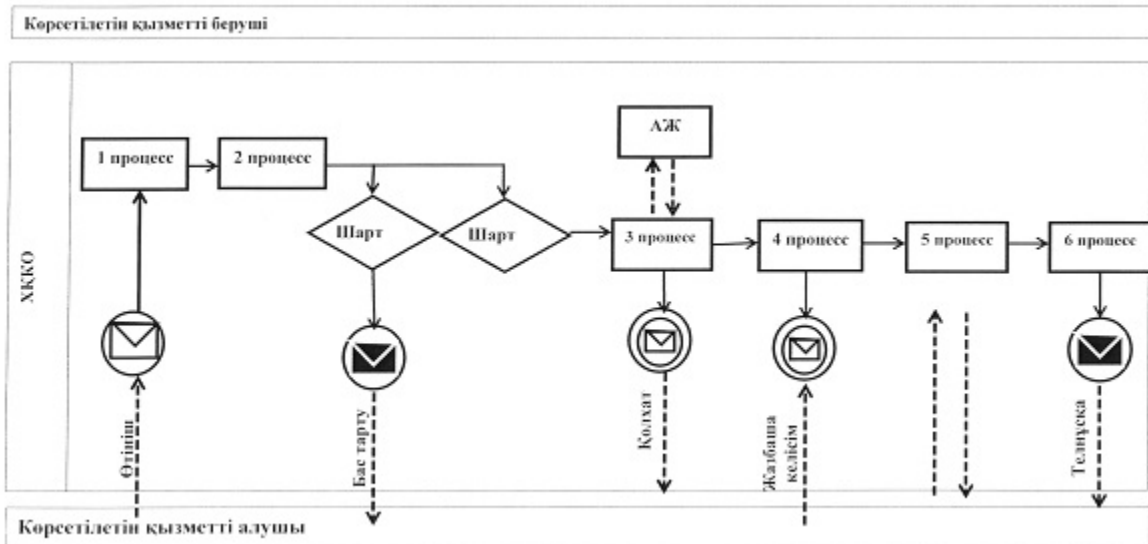 Көрсетілетін қызметті беруші
ХККО
АЖ
1 процесс
2 процесс
Шарт
Шарт
3 процесс
4 процесс
5 процесс
6 процесс
Өтініш
Бас тарту
Қолхат
Жазбаша
келісім
Телнұсқа
Көрсетілетін қызметті алушы